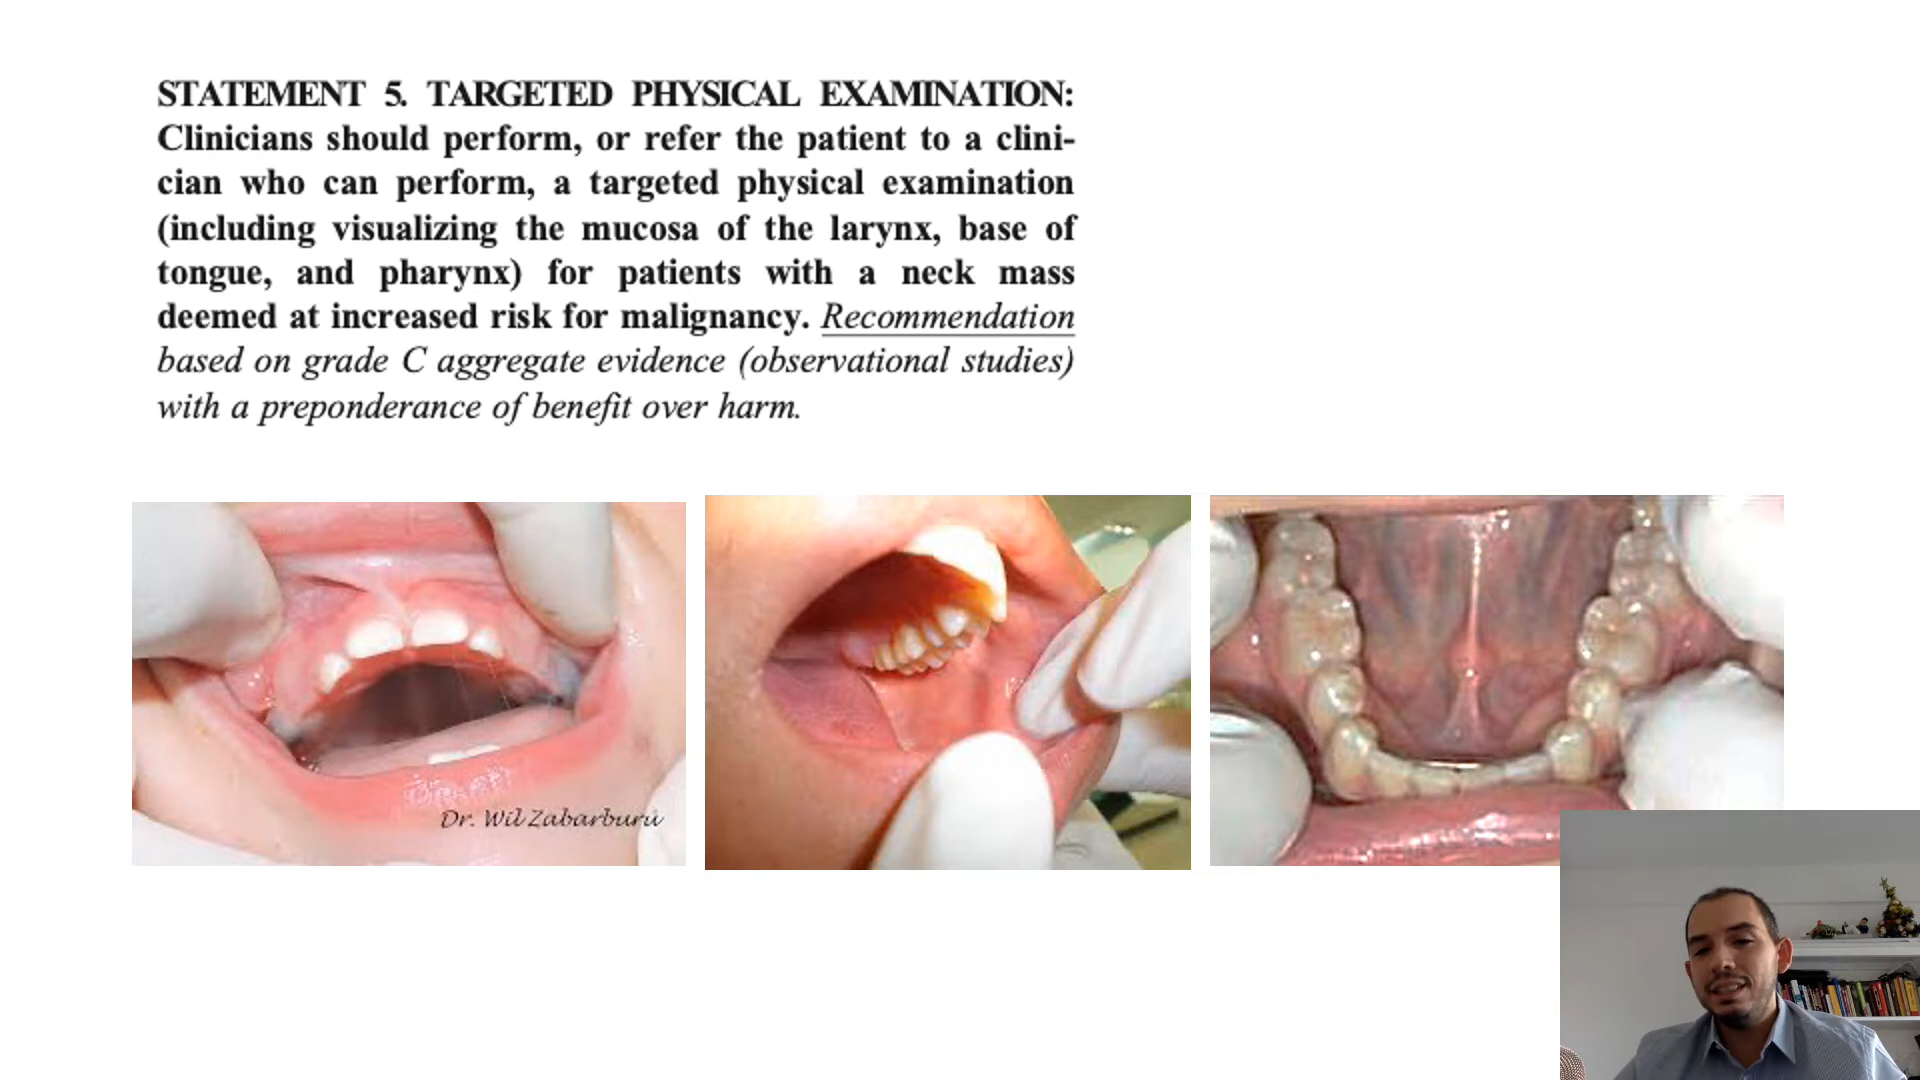 STATEMENT 5. TARGETED PHYSICAL EXAMINATION:
Clinicians should perform, or refer the patient to a clini-
cian who can perform, a targeted physical examination
(including visualizing the mucosa of the larynx, base of
tongue, and pharynx) for patients with a neck mass
deemed at increased risk for malignancy. Recommendation
based on grade C aggregate evidence (observational studies)
with a preponderance of benefit over harm.
Dr. Wil Zabarburú